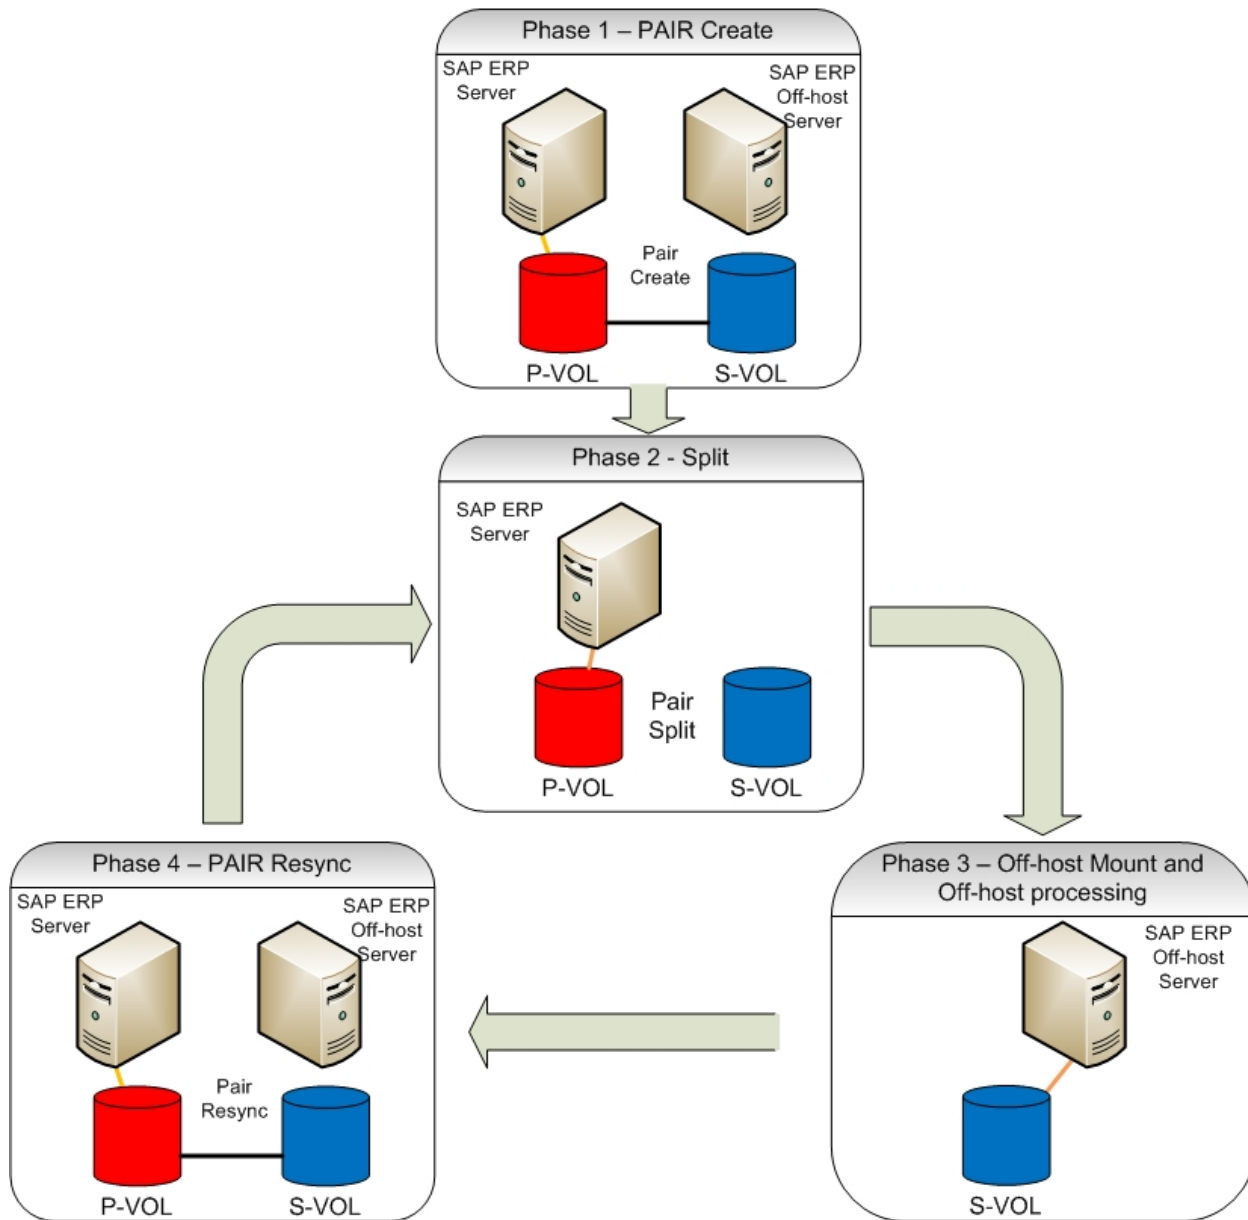 Phase 1 – PAIR Create
SAP ERP
Server
SAP ERP
Off-host
Server
Pair
Create
P-VOL
S-VOL
Phase 2 - Split
SAP ERP
Server
Pair
Split
P-VOL
S-VOL
Phase 4 – PAIR Resync
SAP ERP
Server
SAP ERP
Off-host
Server
Pair
Resync
P-VOL
S-VOL
Phase 3 – Off-host Mount and
Off-host processing
SAP ERP
Off-host
Server
S-VOL